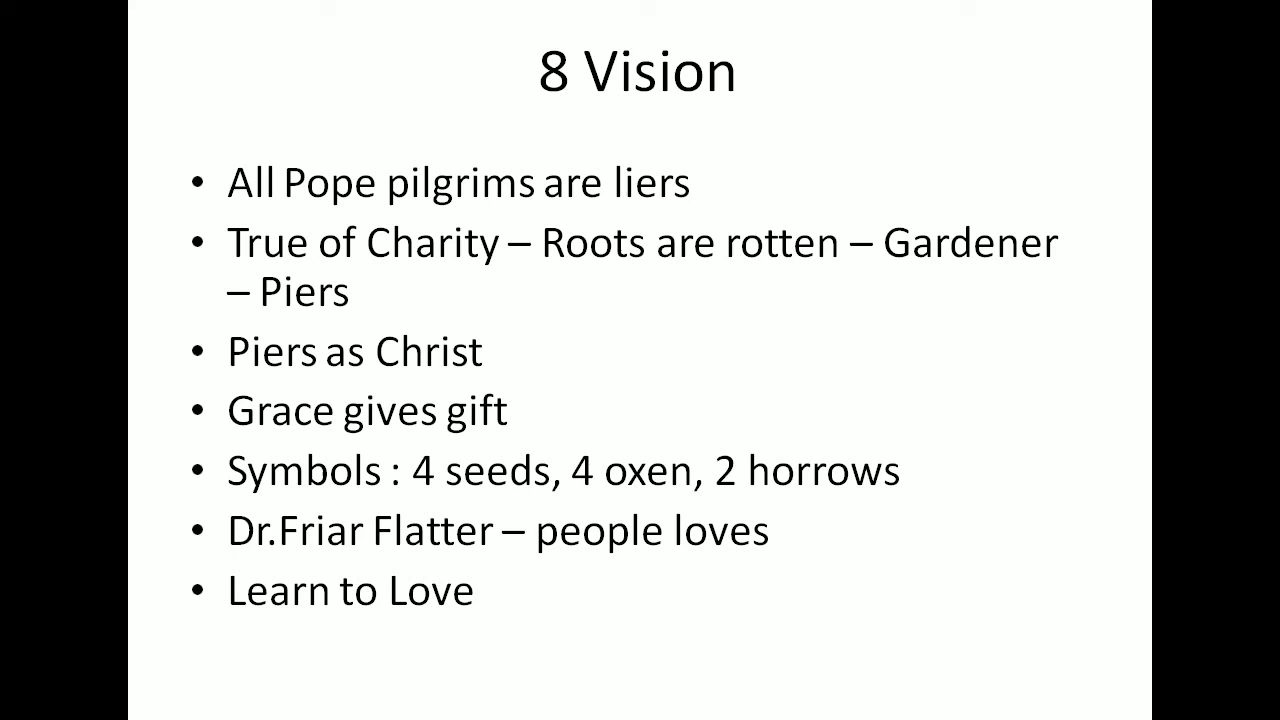 8 Vision
• All Pope pilgrims are liers
• True of Charity – Roots are rotten – Gardener
– Piers
• Piers as Christ
• Grace gives gift
• Symbols : 4 seeds, 4 oxen, 2 horrows
• Dr.Friar Flatter – people loves
• Learn to Love